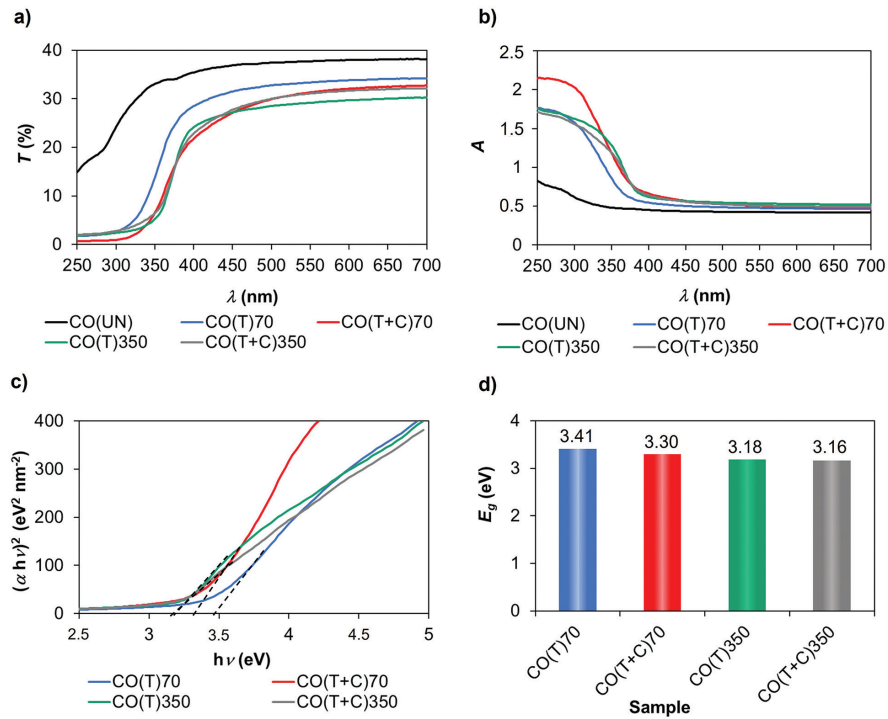 a)
40
30
20
10
0
T (%)
250 300 350 400 450 500 550 600 650 700
λ (nm)
CO(UN) CO(T)70 CO(T+C)70
CO(T)350 CO(T+C)350
b)
2.5
2
1.5
1
0.5
0
A
250 300 350 400 450 500 550 600 650 700
λ (nm)
CO(UN) CO(T)70 CO(T+C)70
CO(T)350 CO(T+C)350
c)
400
300
200
100
0
(α hν)² (eV² nm⁻²)
2.5 3 3.5 4 4.5 5
hν (eV)
CO(T)70 CO(T+C)70
CO(T)350 CO(T+C)350
d)
4
3
2
1
0
Eg (eV)
3.41 3.30 3.18 3.16
CO(T)70 CO(T+C)70 CO(T)350 CO(T+C)350
Sample